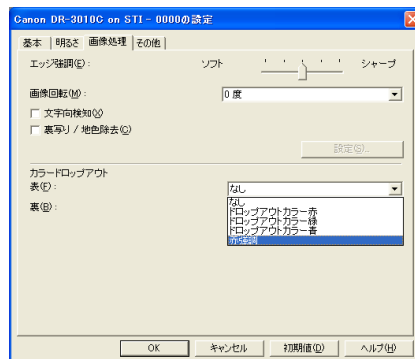 Canon DR-3010C on STI - 0000の設定
基本 明るさ 画像処理 その他
エッジ強調(E): ソフト シャープ
画像回転(M): 0 度
文字向検知(X)
裏写り / 地色除去(C)
設定(S)...
カラードロップアウト
表(F): なし
裏(B):
なし
ドロップアウトカラー赤
ドロップアウトカラー緑
ドロップアウトカラー青
赤強調
OK キャンセル 初期値(D) ヘルプ(H)